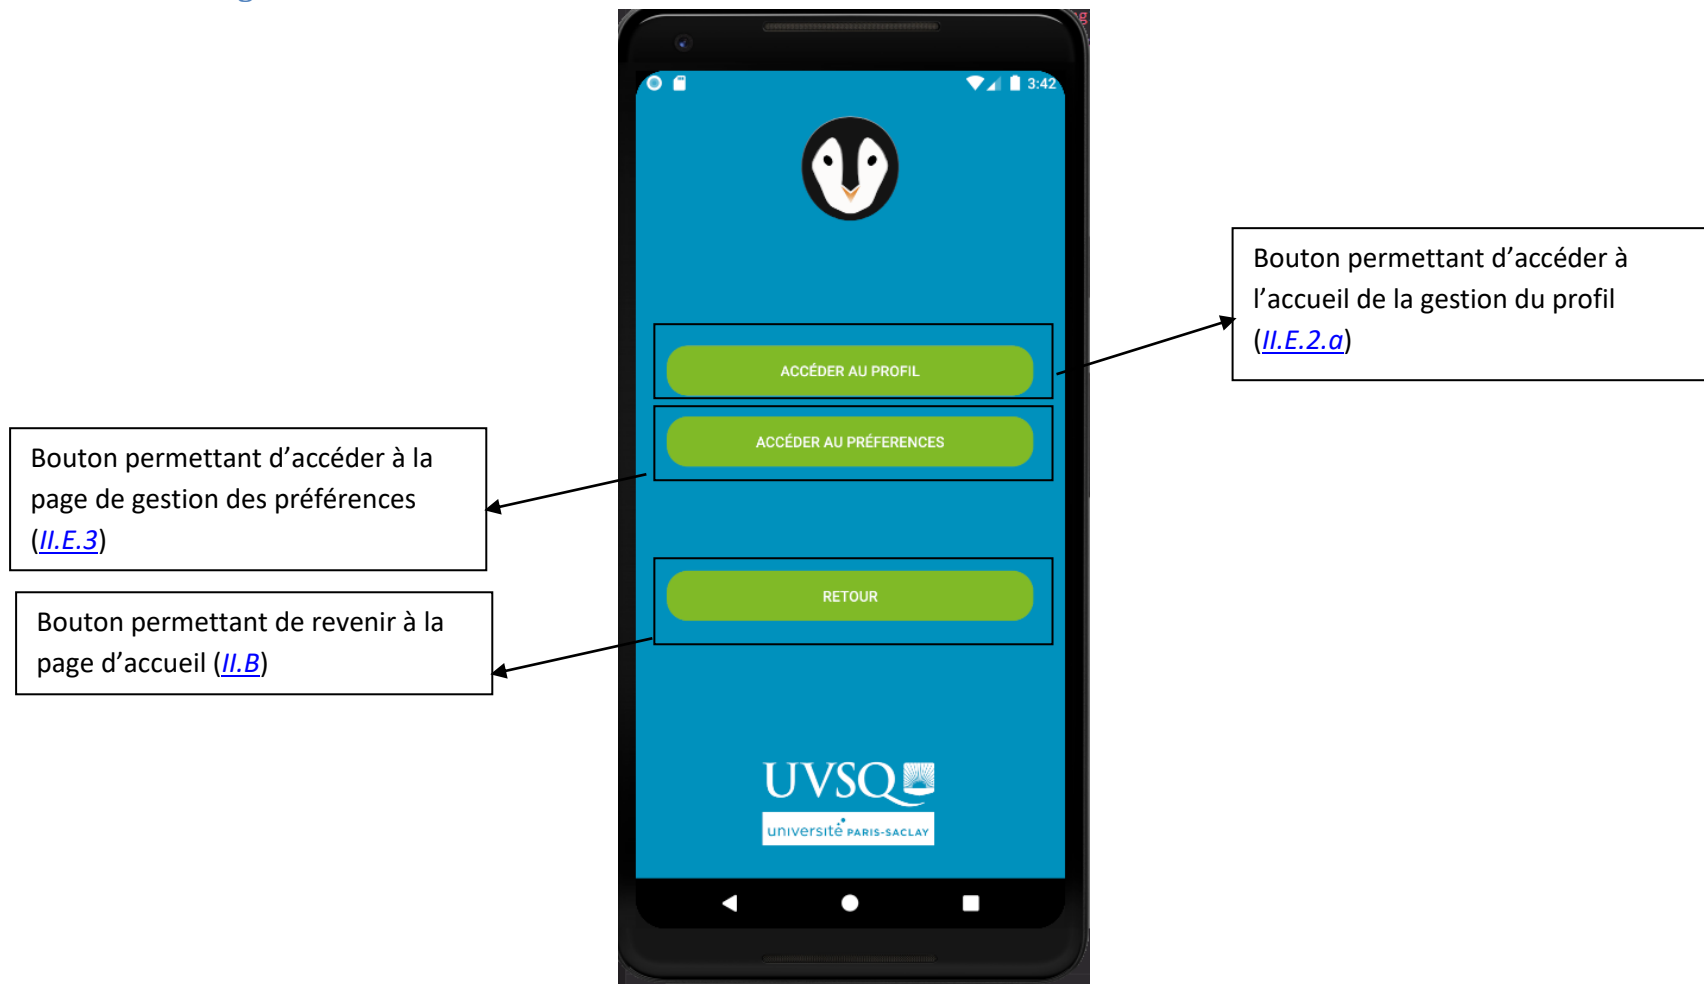 3:42
Bouton permettant d’accéder à
l’accueil de la gestion du profil
(II.E.2.a)
ACCÉDER AU PROFIL
ACCÉDER AU PRÉFERENCES
Bouton permettant d’accéder à la
page de gestion des préférences
(II.E.3)
RETOUR
Bouton permettant de revenir à la
page d’accueil (II.B)
UVSQ
université PARIS-SACLAY